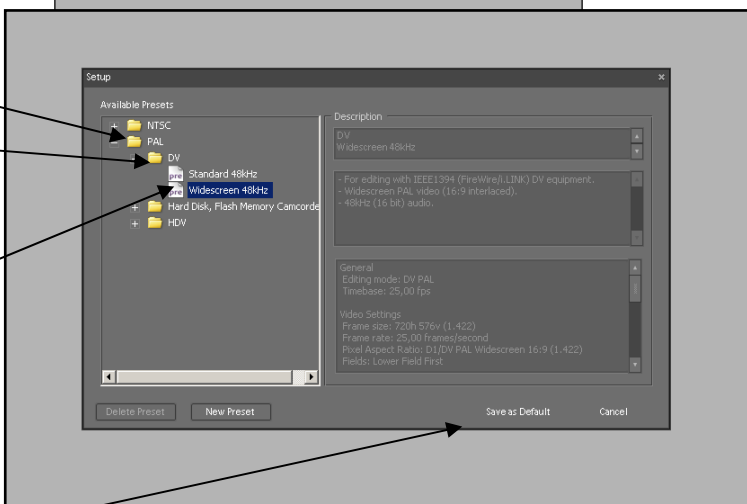 Setup
Available Presets
NTSC
PAL
DV
pre Standard 48kHz
pre Widescreen 48kHz
Hard Disk, Flash Memory Camcorde
HDV
Description
DV
Widescreen 48kHz
- For editing with IEEE1394 (FireWire/i.LINK) DV equipment.
- Widescreen PAL video (16:9 interlaced).
- 48kHz (16 bit) audio.
General
Editing mode: DV PAL
Timebase: 25,00 fps
Video Settings
Frame size: 720h 576v (1.422)
Frame rate: 25,00 frames/second
Pixel Aspect Ratio: D1/DV PAL Widescreen 16:9 (1.422)
Fields: Lower Field First
Delete Preset
New Preset
Save as Default
Cancel